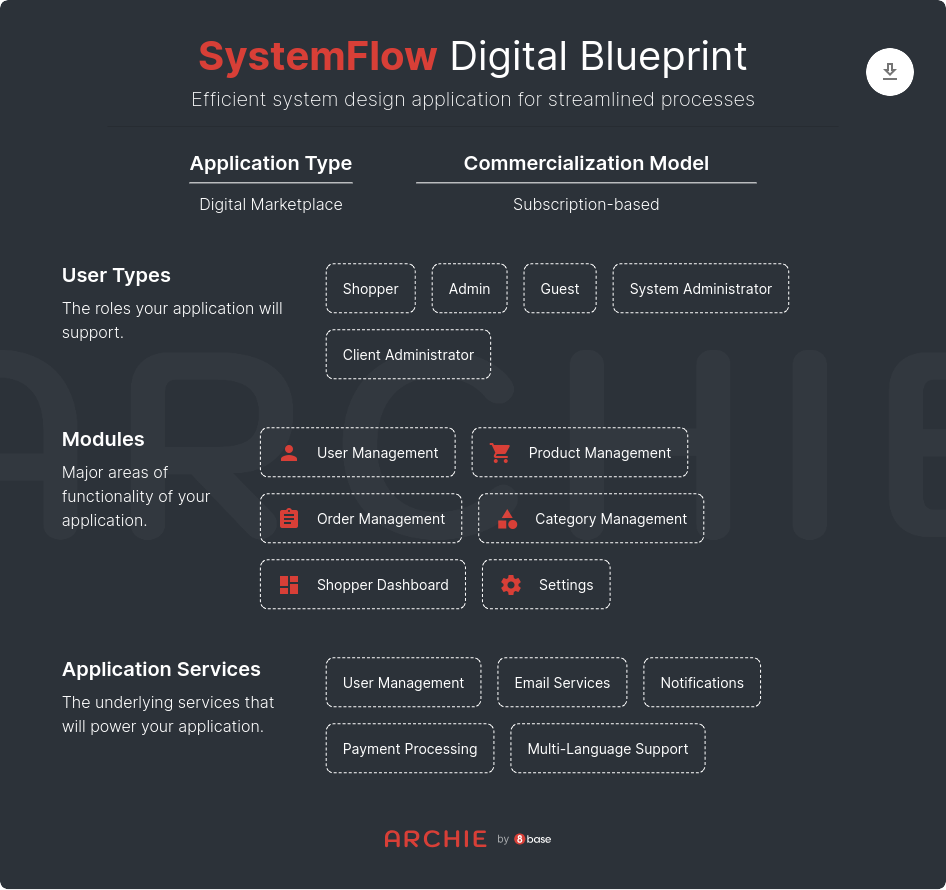 SystemFlow Digital Blueprint
Efficient system design application for streamlined processes
Application Type
Commercialization Model
Digital Marketplace
Subscription-based
User Types
The roles your application will
support.
Shopper
Admin
Guest
System Administrator
Client Administrator
Modules
Major areas of
functionality of your
application.
User Management
Product Management
Order Management
Category Management
Shopper Dashboard
Settings
Application Services
The underlying services that
will power your application.
User Management
Email Services
Notifications
Payment Processing
Multi-Language Support
ARCHIE by 8base
ARCHIE